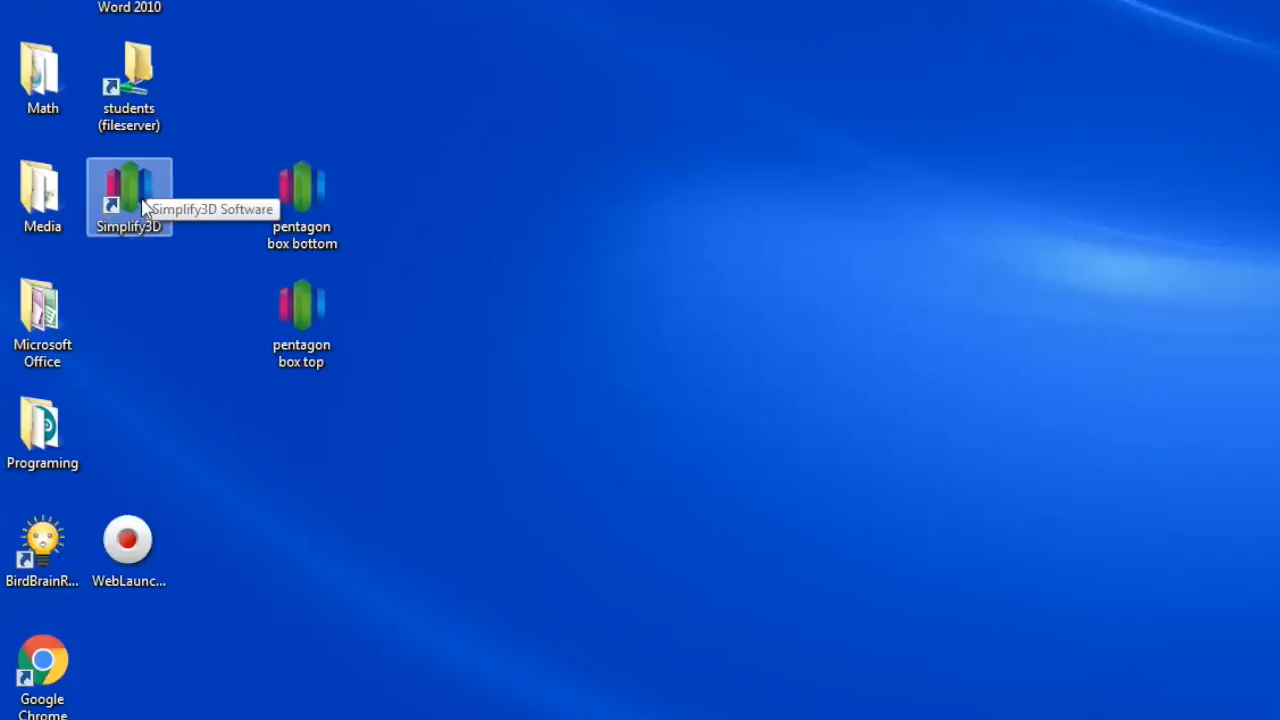 Word 2010
Math
students
(fileserver)
Media
Simplify3D
Simplify3D Software
pentagon
box bottom
Microsoft
Office
pentagon
box top
Programing
BirdBrainR...
WebLaunc...
Google
Chrome